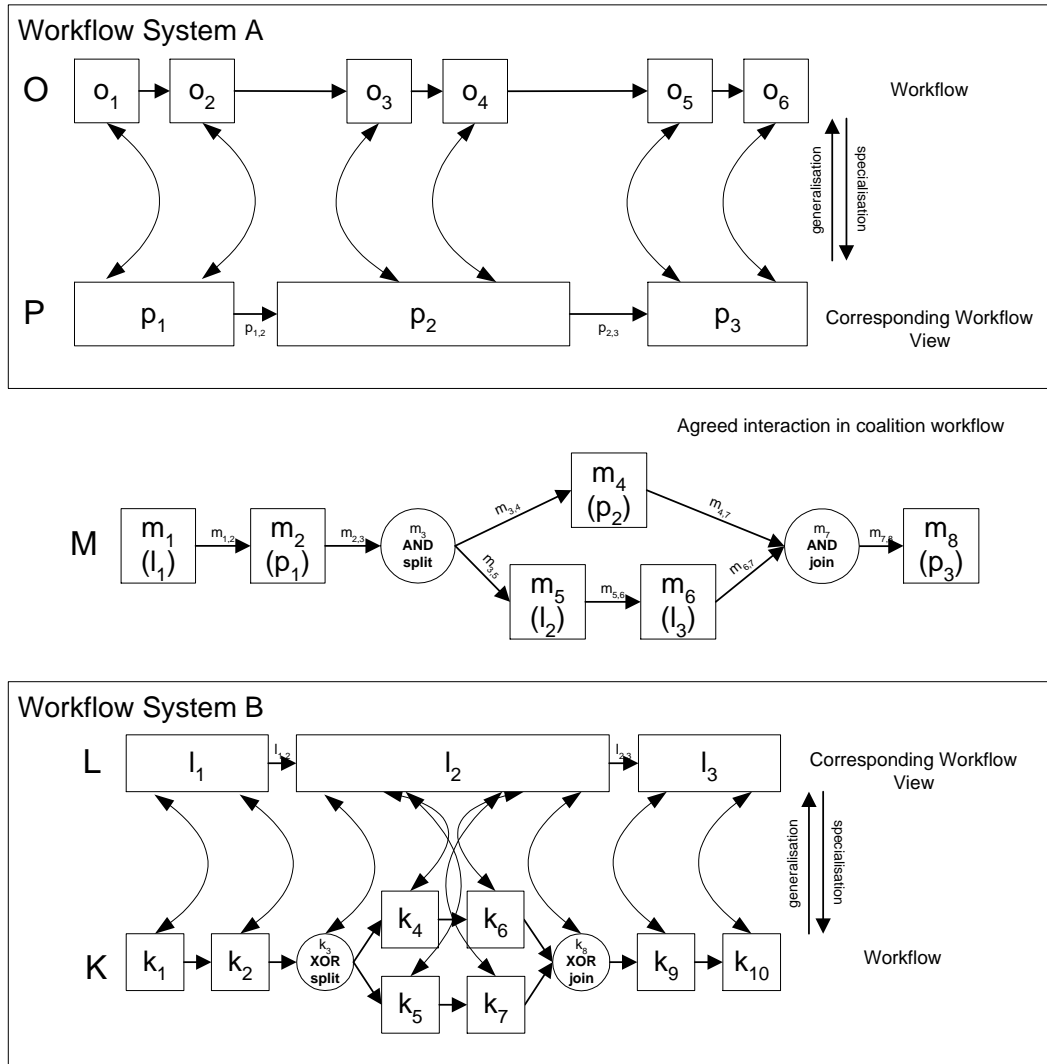 Workflow System A
O
o1
o2
o3
o4
o5
o6
Workflow
generalisation
specialisation
P
p1
p1,2
p2
p2,3
p3
Corresponding Workflow
View
Agreed interaction in coalition workflow
M
m1
(l1)
m1,2
m2
(p1)
m2,3
m3
AND
split
m3,4
m3,5
m4
(p2)
m4,7
m5
(l2)
m5,6
m6
(l3)
m6,7
m7
AND
join
m7,8
m8
(p3)
Workflow System B
L
l1
l1,2
l2
l2,3
l3
Corresponding Workflow
View
generalisation
specialisation
K
k1
k2
k3
XOR
split
k4
k6
k5
k7
k8
XOR
join
k9
k10
Workflow